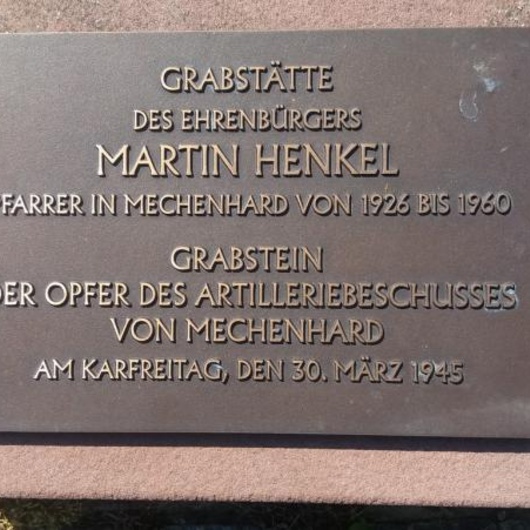 GRABSTÄTTE
DES EHRENBÜRGERS
MARTIN HENKEL
FARRER IN MECHENHARD VON 1926 BIS 1960
GRABSTEIN
DER OPFER DES ARTILLERIEBESCHUSSES
VON MECHENHARD
AM KARFREITAG, DEN 30. MÄRZ 1945